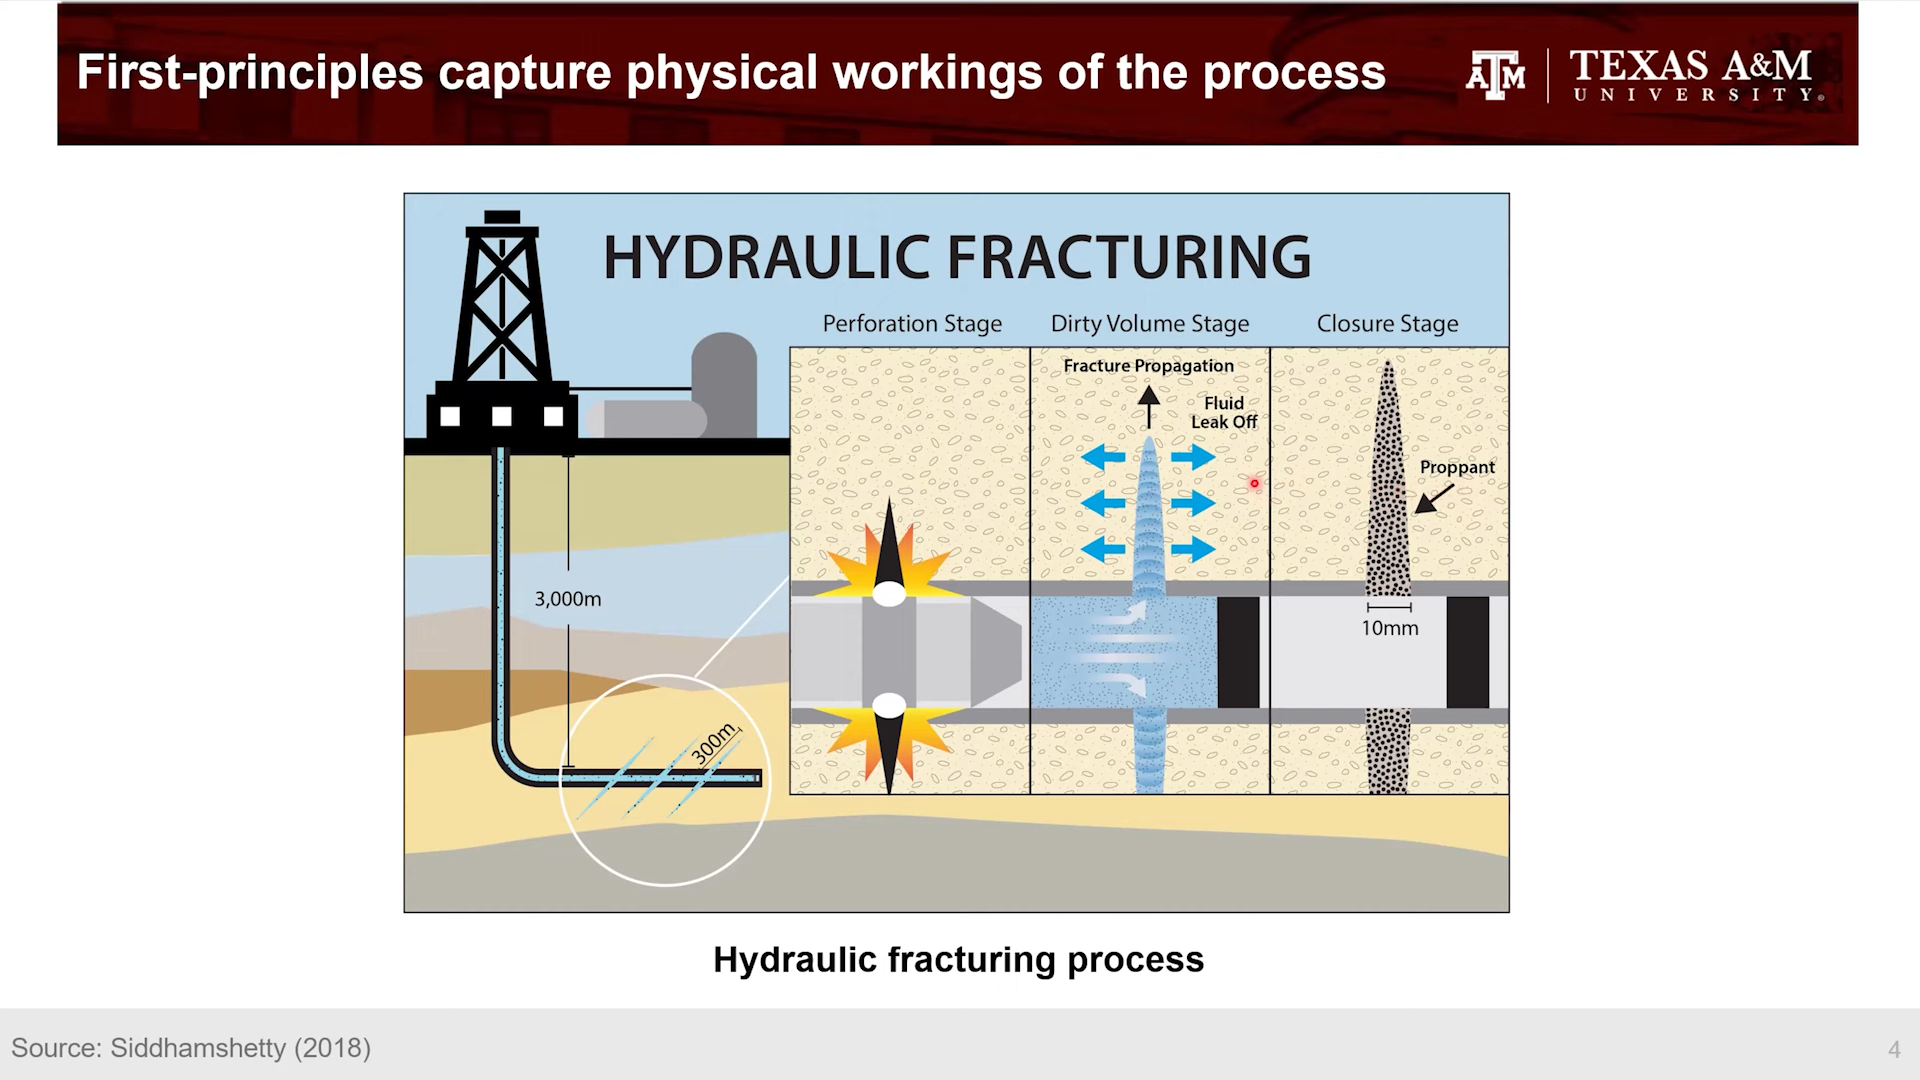 First-principles capture physical workings of the process
ATM
TEXAS A&M
UNIVERSITY®
HYDRAULIC FRACTURING
Perforation Stage
Dirty Volume Stage
Closure Stage
Fracture Propagation
Fluid
Leak Off
Proppant
3,000m
10mm
300m
Hydraulic fracturing process
Source: Siddhamshetty (2018)
4